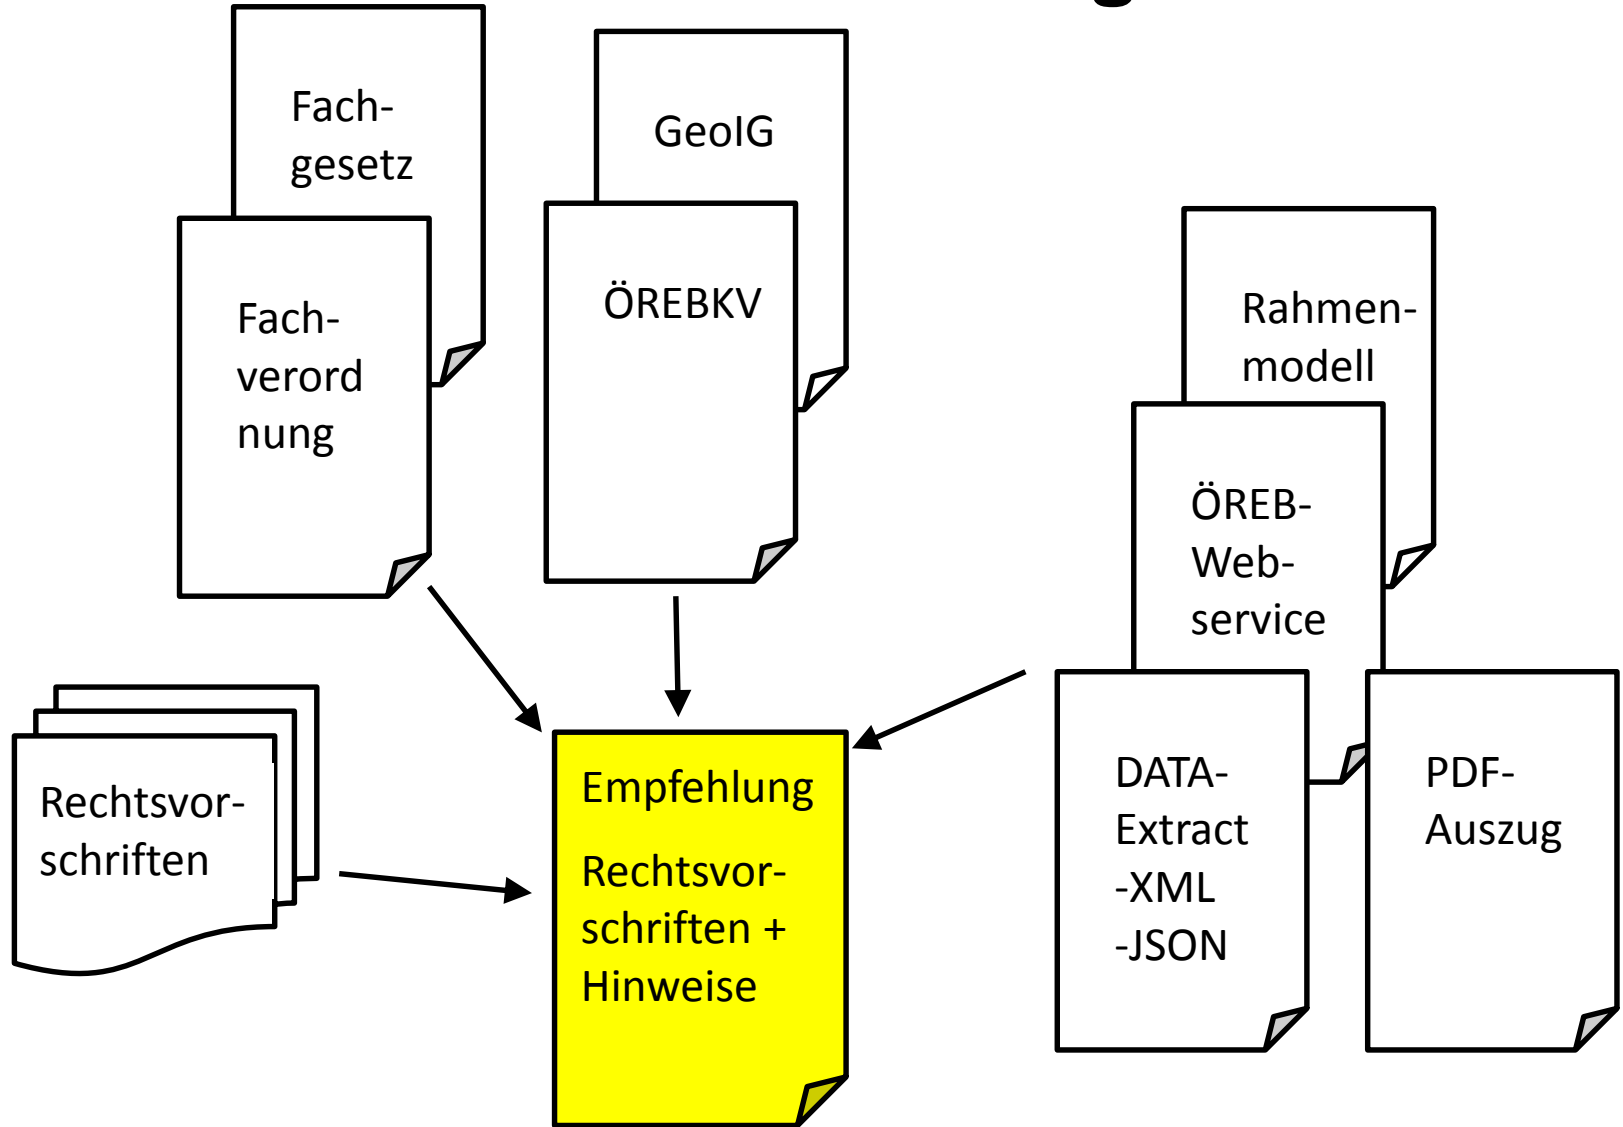 Fach-
gesetz
GeoIG
Fach-
verord
nung
ÖREBKV
Rahmen-
modell
ÖREB-
Web-
service
Rechtsvor-
schriften
Empfehlung
Rechtsvor-
schriften +
Hinweise
DATA-
Extract
-XML
-JSON
PDF-
Auszug